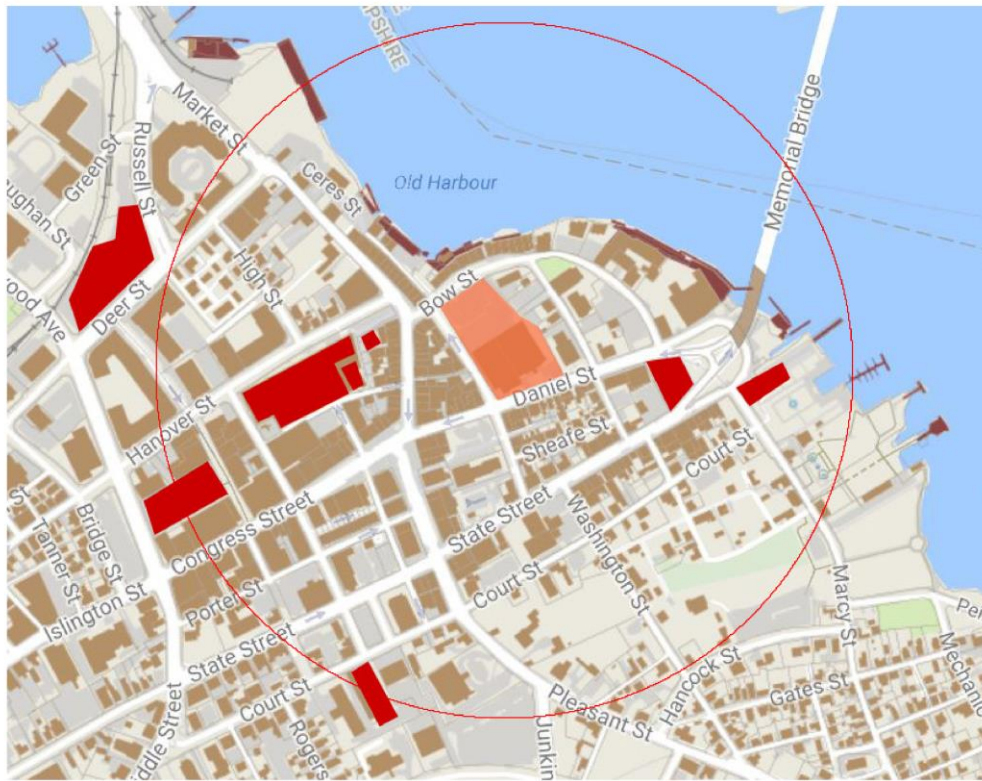 PSHIRE
Market St
Russell St
Green St
Ceres St
Old Harbour
Memorial Bridge
High St
Deer St
Bow St
Daniel St
Hanover St
Sheafe St
Court St
Congress Street
State Street
Washington St
Bridge St
Tanner St
Islington St
Porter St
Court St
Marcy St
State Street
Court St
Hancock St
Gates St
Pleasant St
Mechanic
Rogers
Junkin
ddle Street
ughan St
wood Ave
Per
St